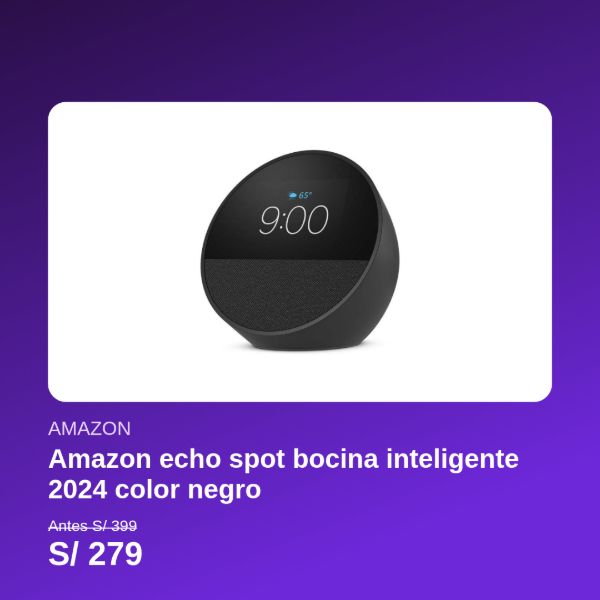 65°
9:00
AMAZON
Amazon echo spot bocina inteligente
2024 color negro
Antes S/ 399
S/ 279